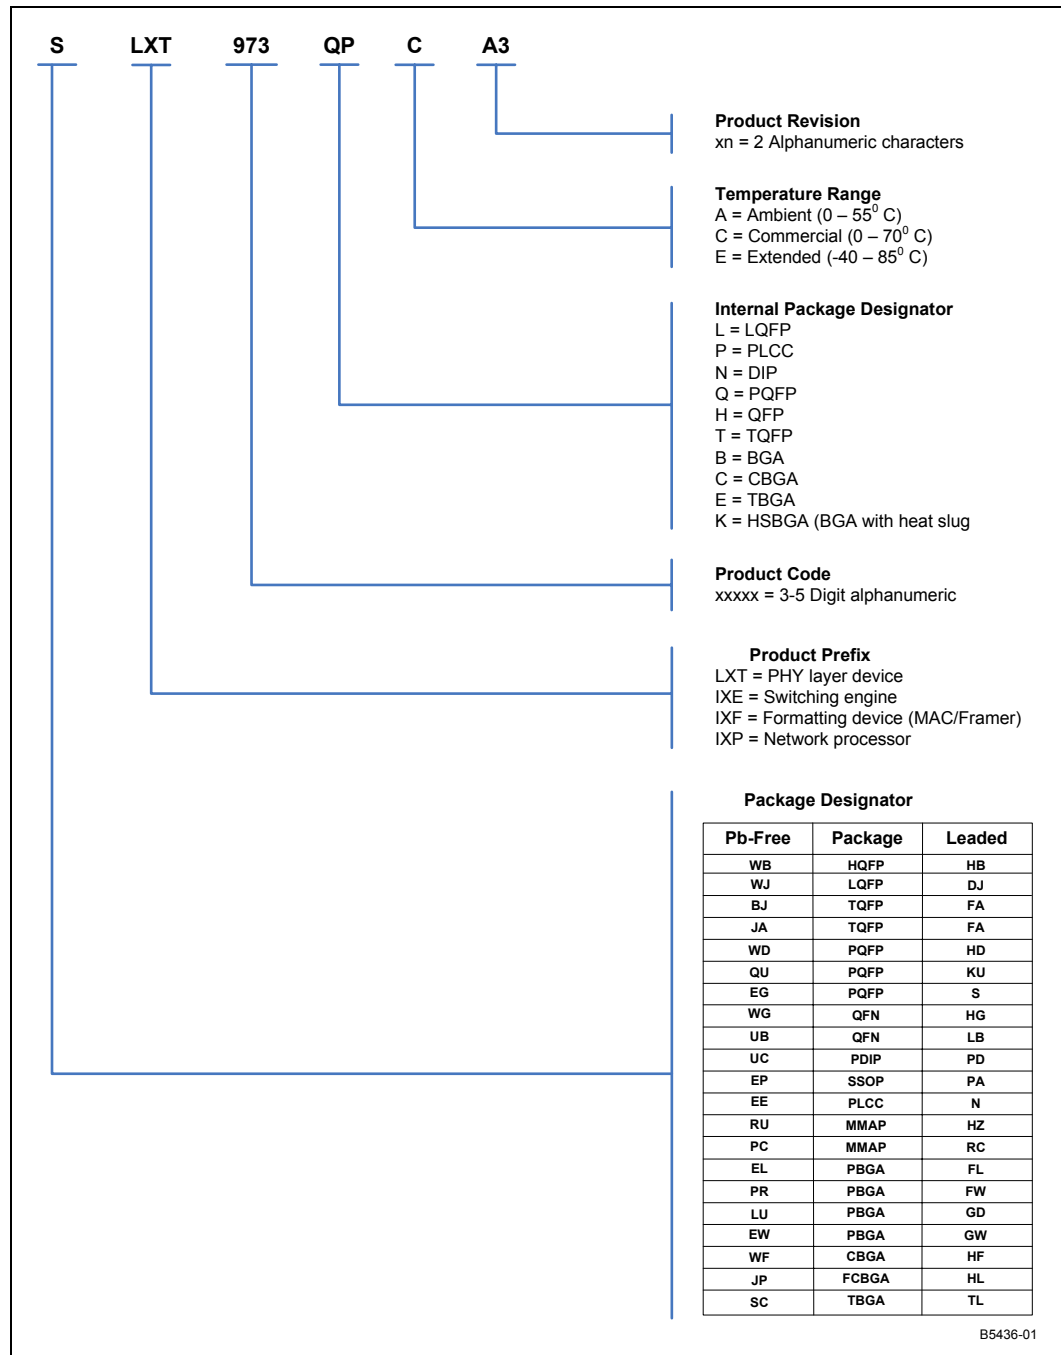 S LXT 973 QP C A3
Product Revision
xn = 2 Alphanumeric characters
Temperature Range
A = Ambient (0 – 55⁰ C)
C = Commercial (0 – 70⁰ C)
E = Extended (-40 – 85⁰ C)
Internal Package Designator
L = LQFP
P = PLCC
N = DIP
Q = PQFP
H = QFP
T = TQFP
B = BGA
C = CBGA
E = TBGA
K = HSBGA (BGA with heat slug
Product Code
xxxxx = 3-5 Digit alphanumeric
Product Prefix
LXT = PHY layer device
IXE = Switching engine
IXF = Formatting device (MAC/Framer)
IXP = Network processor
Package Designator
Pb-Free Package Leaded
WB HQFP HB
WJ LQFP DJ
BJ TQFP FA
JA TQFP FA
WD PQFP HD
QU PQFP KU
EG PQFP S
WG QFN HG
UB QFN LB
UC PDIP PD
EP SSOP PA
EE PLCC N
RU MMAP HZ
PC MMAP RC
EL PBGA FL
PR PBGA FW
LU PBGA GD
EW PBGA GW
WF CBGA HF
JP FCBGA HL
SC TBGA TL
B5436-01